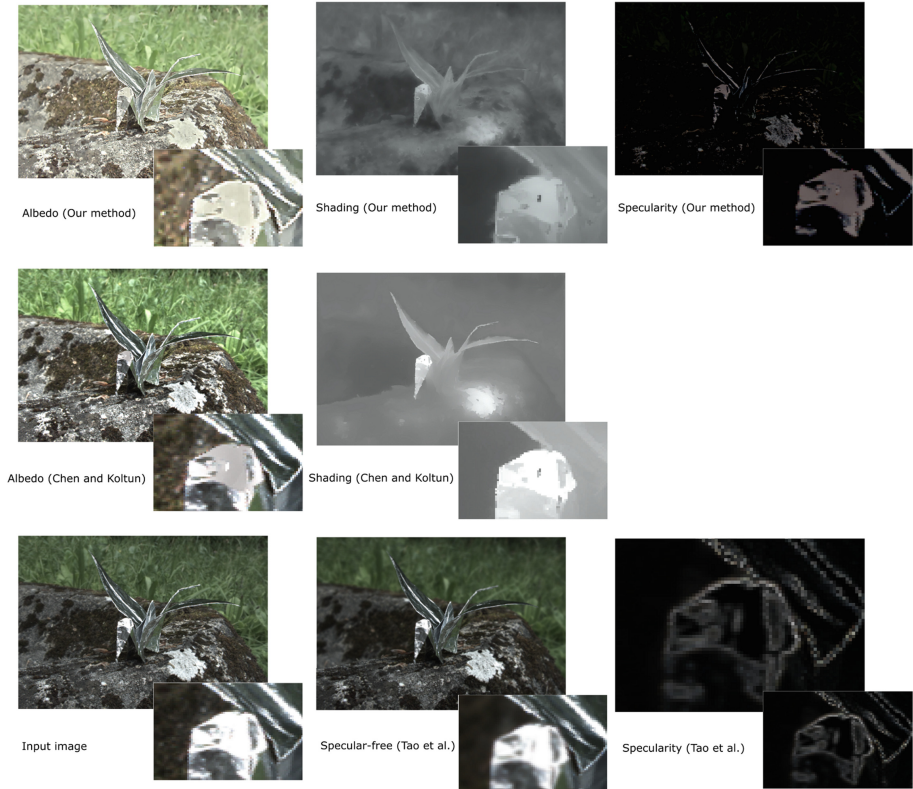 Albedo (Our method)
Shading (Our method)
Specularity (Our method)
Albedo (Chen and Koltun)
Shading (Chen and Koltun)
Input image
Specular-free (Tao et al.)
Specularity (Tao et al.)